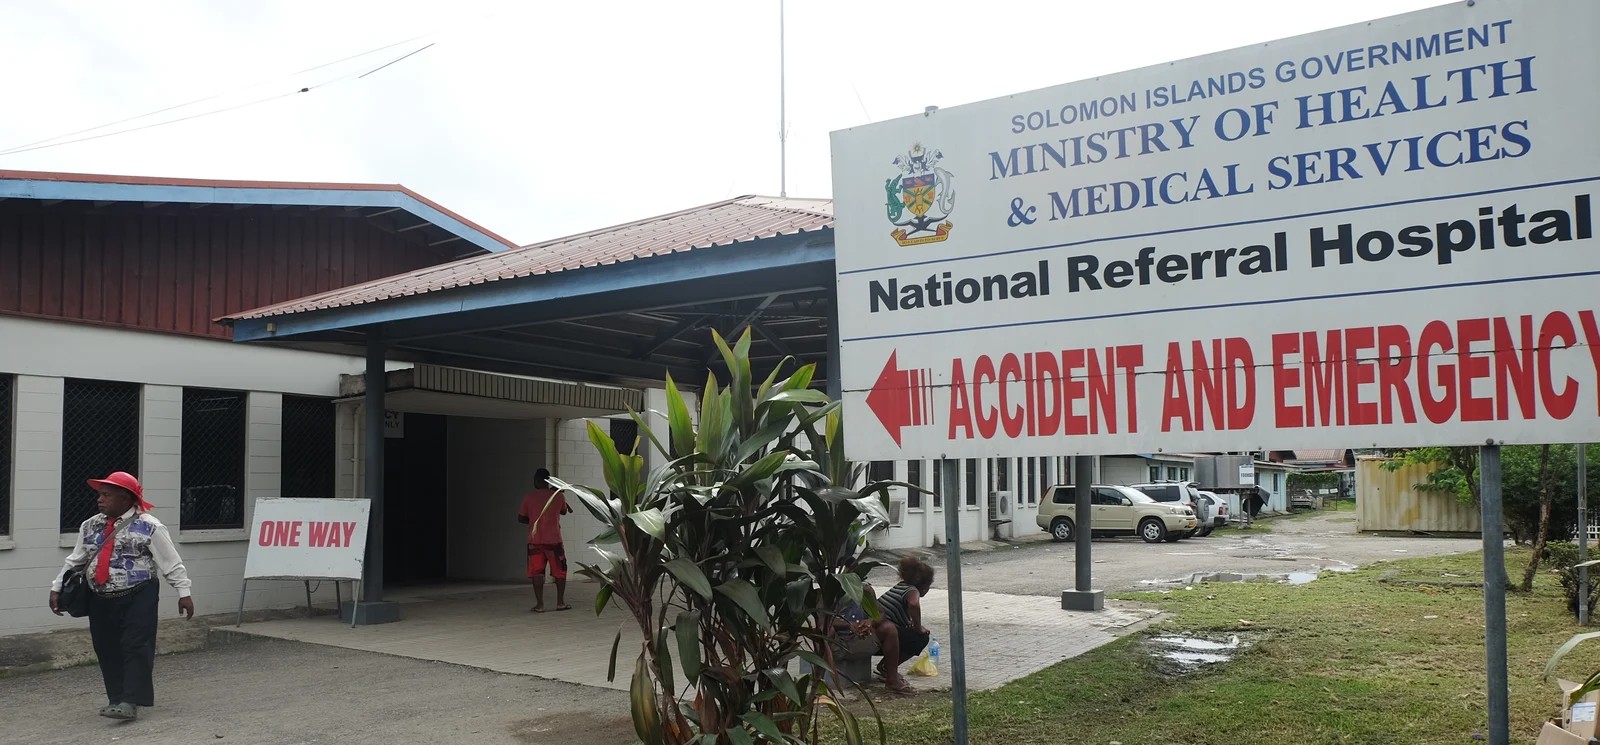 SOLOMON ISLANDS GOVERNMENT
MINISTRY OF HEALTH
& MEDICAL SERVICES
National Referral Hospital
ACCIDENT AND EMERGENCY
ONE WAY